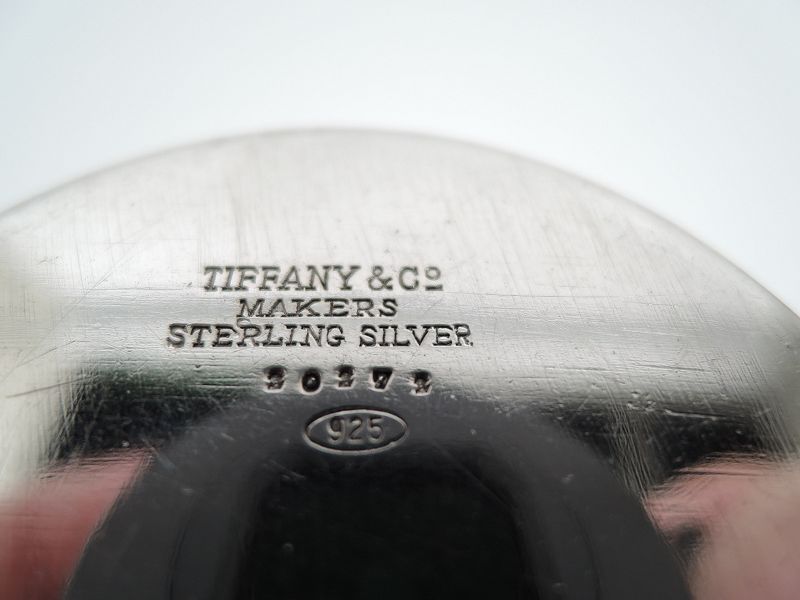 TIFFANY & Cº
MAKERS
STERLING SILVER
925